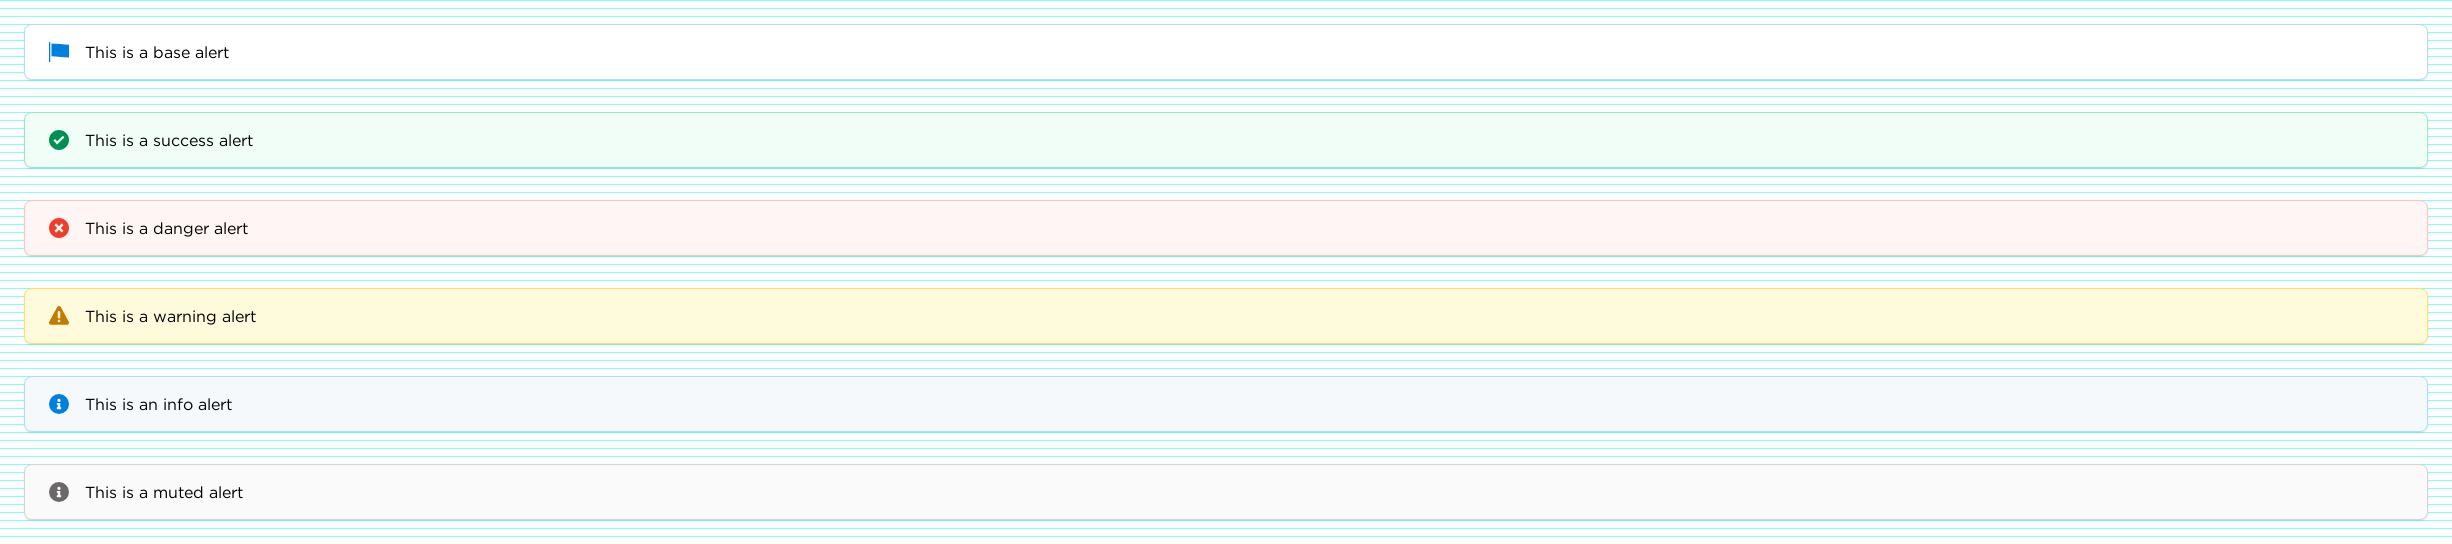 This is a base alert
This is a success alert
This is a danger alert
This is a warning alert
This is an info alert
This is a muted alert